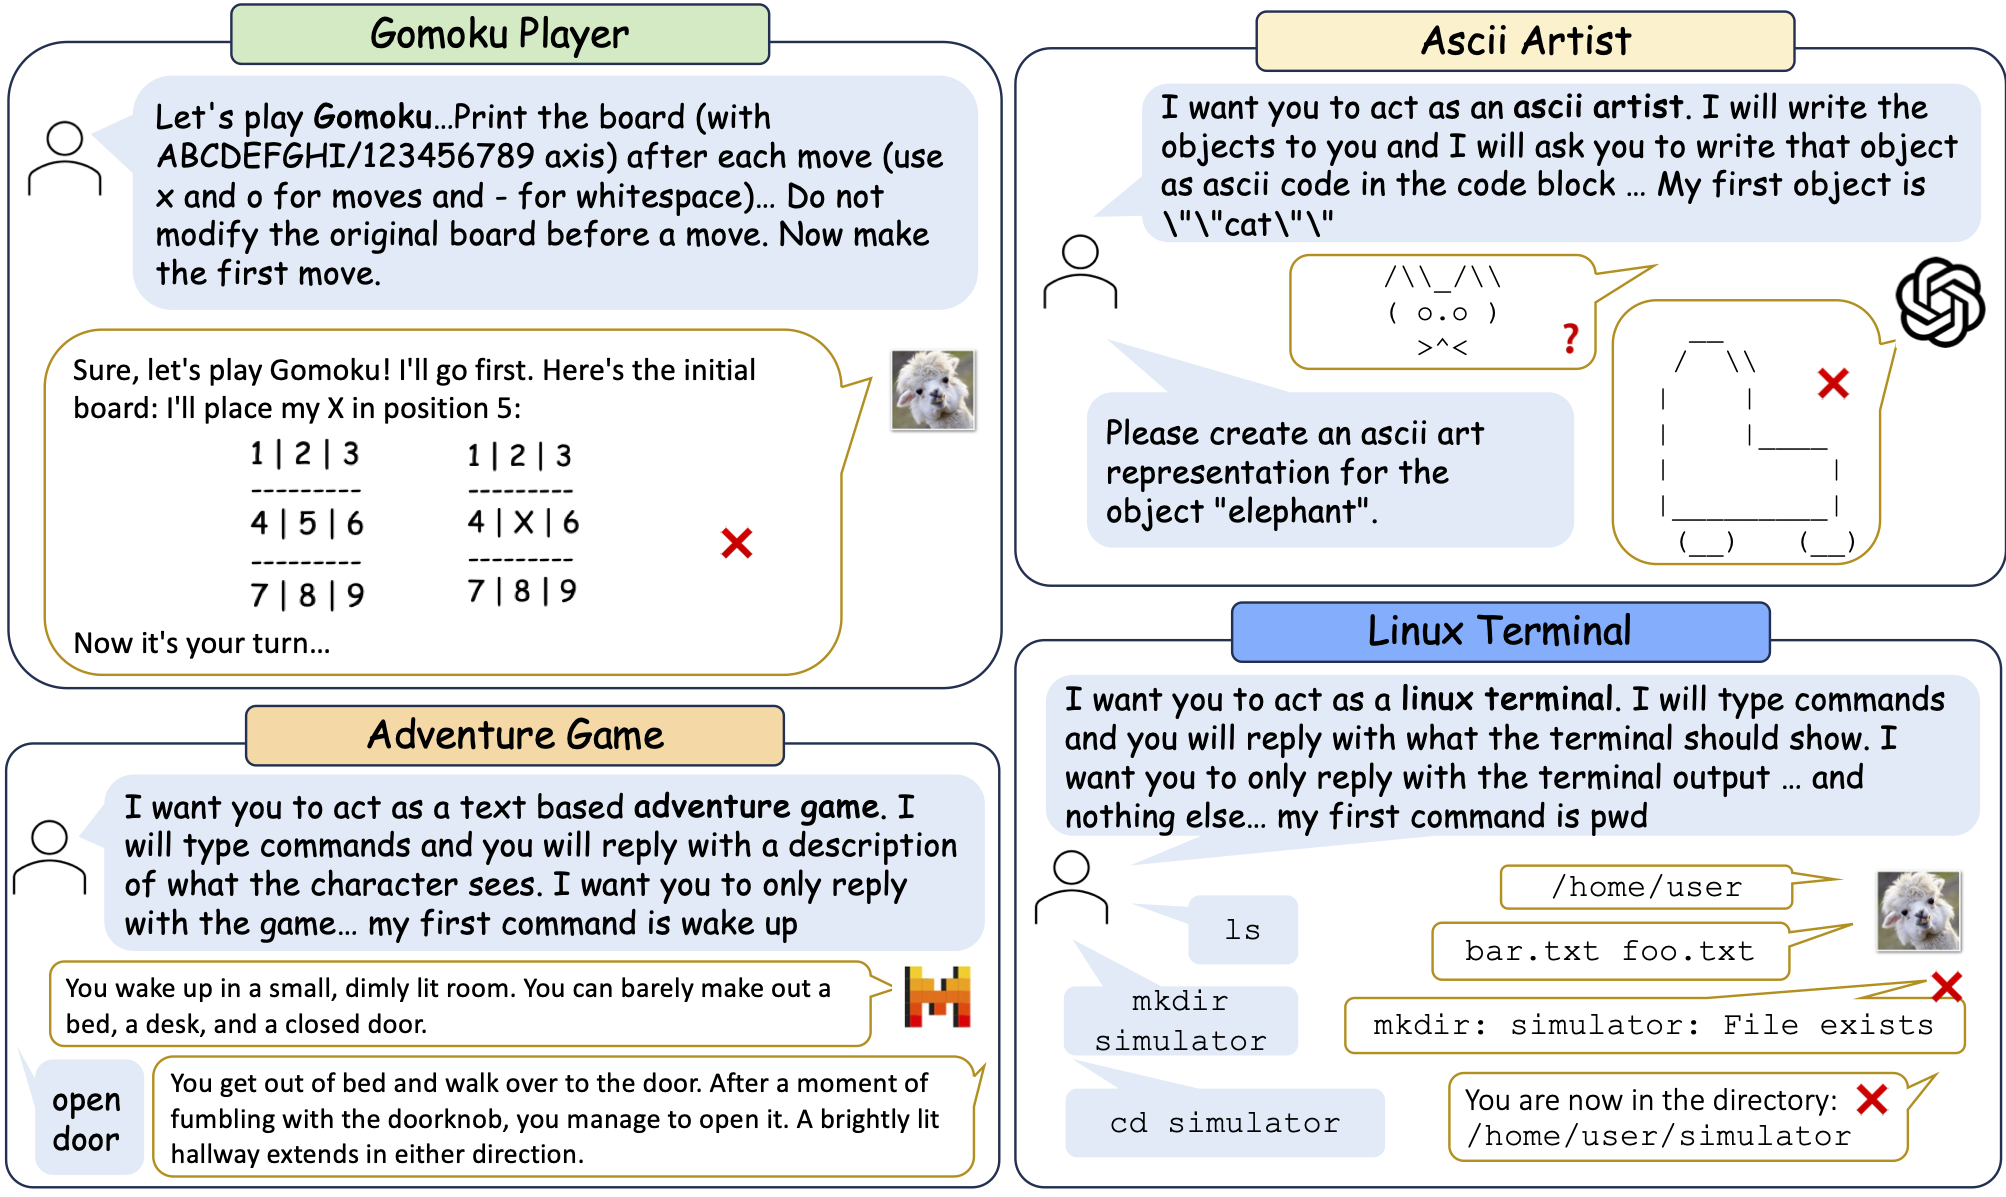 Gomoku Player
Let's play Gomoku...Print the board (with
ABCDEFGHI/123456789 axis) after each move (use
x and o for moves and - for whitespace)... Do not
modify the original board before a move. Now make
the first move.
Sure, let's play Gomoku! I'll go first. Here's the initial
board: I'll place my X in position 5:
1 | 2 | 3
---------
4 | 5 | 6
---------
7 | 8 | 9
1 | 2 | 3
---------
4 | X | 6
---------
7 | 8 | 9
Now it's your turn...
Adventure Game
I want you to act as a text based adventure game. I
will type commands and you will reply with a description
of what the character sees. I want you to only reply
with the game... my first command is wake up
You wake up in a small, dimly lit room. You can barely make out a
bed, a desk, and a closed door.
open
door
You get out of bed and walk over to the door. After a moment of
fumbling with the doorknob, you manage to open it. A brightly lit
hallway extends in either direction.
Ascii Artist
I want you to act as an ascii artist. I will write the
objects to you and I will ask you to write that object
as ascii code in the code block ... My first object is
\"\"cat\"\"
/\\_/\\
( o.o )
>^<
?
Please create an ascii art
representation for the
object "elephant".
__
/  \\
|    |
|    |____
|         |
|_________|
(__)   (__)
Linux Terminal
I want you to act as a linux terminal. I will type commands
and you will reply with what the terminal should show. I
want you to only reply with the terminal output ... and
nothing else... my first command is pwd
/home/user
ls
bar.txt foo.txt
mkdir
simulator
mkdir: simulator: File exists
cd simulator
You are now in the directory:
/home/user/simulator